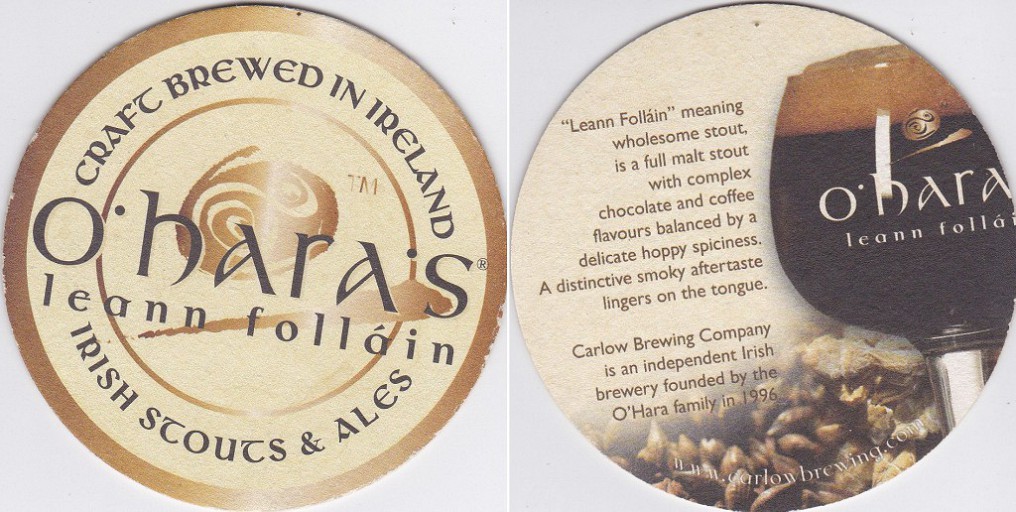 CRAFT BREWED IN IRELAND
TM
O'hara's®
leann folláin
IRISH STOUTS & ALES
“Leann Folláin” meaning
wholesome stout,
is a full malt stout
with complex
chocolate and coffee
flavours balanced by a
delicate hoppy spiciness.
A distinctive smoky aftertaste
lingers on the tongue.
Carlow Brewing Company
is an independent Irish
brewery founded by the
O'Hara family in 1996
O'hara
leann follái
www.carlowbrewing.com